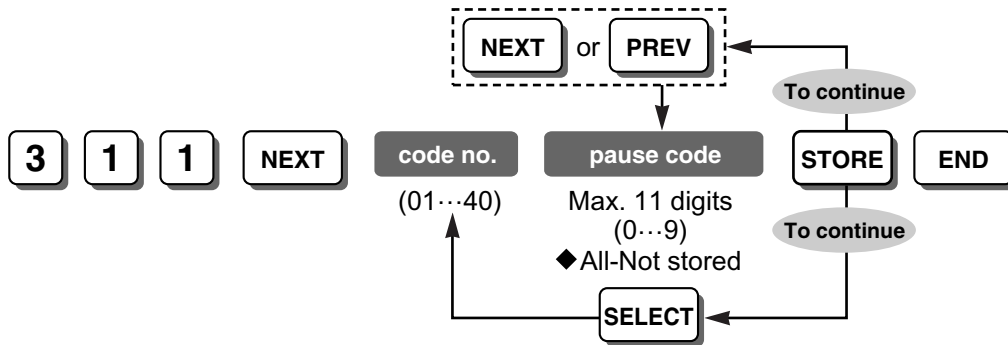 NEXT or PREV
To continue
3 1 1 NEXT code no. pause code STORE END
(01···40) Max. 11 digits
(0···9)
To continue
◆All-Not stored
SELECT